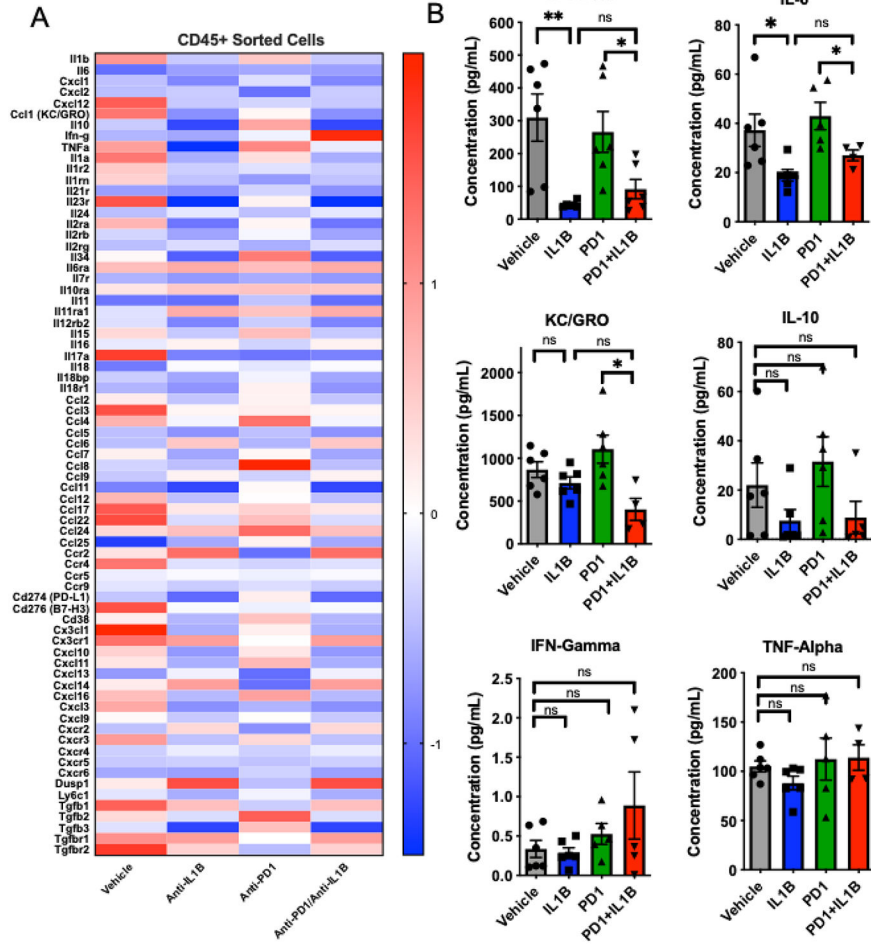 A
CD45+ Sorted Cells
Il1b
Il6
Cxcl1
Cxcl2
Cxcl12
Ccl1 (KC/GRO)
Il10
Ifn-g
TNFa
Il1a
Il1r2
Il1rn
Il21r
Il23r
Il24
Il2ra
Il2rb
Il2rg
Il34
Il6ra
Il7r
Il10ra
Il11
Il11ra1
Il12rb2
Il15
Il16
Il17a
Il18
Il18bp
Il18r1
Ccl2
Ccl3
Ccl4
Ccl5
Ccl6
Ccl7
Ccl8
Ccl9
Ccl11
Ccl12
Ccl17
Ccl22
Ccl24
Ccl25
Ccr2
Ccr4
Ccr5
Ccr9
Cd274 (PD-L1)
Cd276 (B7-H3)
Cd38
Cx3cl1
Cx3cr1
Cxcl10
Cxcl11
Cxcl13
Cxcl14
Cxcl16
Cxcl3
Cxcl9
Cxcr2
Cxcr3
Cxcr4
Cxcr5
Cxcr6
Dusp1
Ly6c1
Tgfb1
Tgfb2
Tgfb3
Tgfbr1
Tgfbr2
Vehicle
Anti-IL1B
Anti-PD1
Anti-PD1/Anti-IL1B
1
0
-1
B
Concentration (pg/mL)
600
500
400
300
200
100
0
** ns
*
Vehicle
IL1B
PD1
PD1+IL1B
IL-6
Concentration (pg/mL)
80
60
40
20
0
* ns
*
Vehicle
IL1B
PD1
PD1+IL1B
KC/GRO
Concentration (pg/mL)
2000
1500
1000
500
0
ns ns
*
Vehicle
IL1B
PD1
PD1+IL1B
IL-10
Concentration (pg/mL)
80
60
40
20
0
ns
ns
ns
Vehicle
IL1B
PD1
PD1+IL1B
IFN-Gamma
Concentration (pg/mL)
2.5
2.0
1.5
1.0
0.5
0.0
ns
ns
ns
Vehicle
IL1B
PD1
PD1+IL1B
TNF-Alpha
Concentration (pg/mL)
200
150
100
50
0
ns
ns
ns
Vehicle
IL1B
PD1
PD1+IL1B